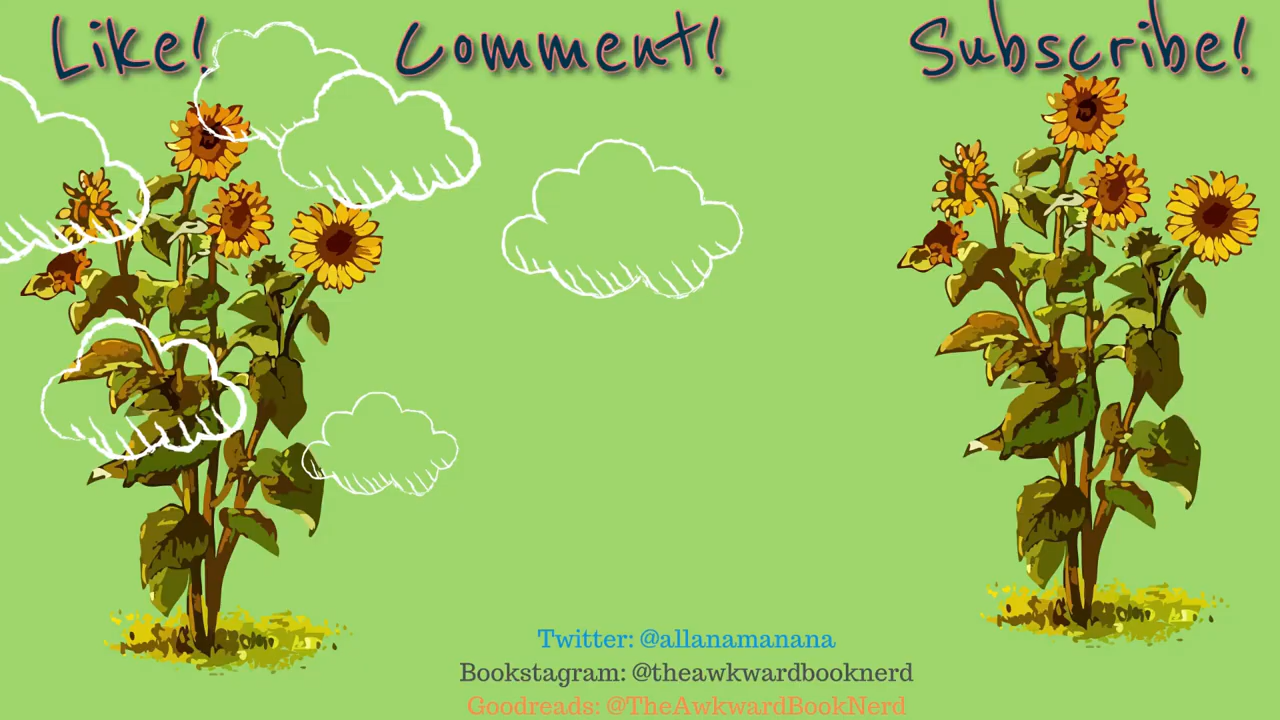 Like! Comment! Subscribe!
Twitter: @allanamanana
Bookstagram: @theawkwardbooknerd
Goodreads: @TheAwkwardBookNerd